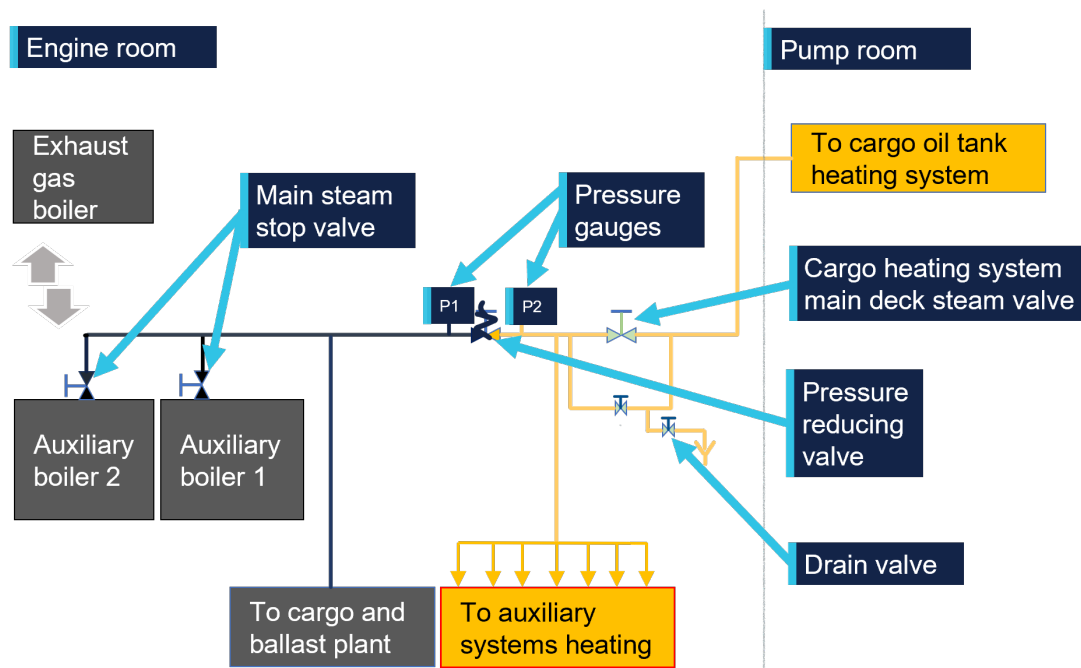 Engine room
Pump room
Exhaust
gas
boiler
Main steam
stop valve
Pressure
gauges
To cargo oil tank
heating system
Cargo heating system
main deck steam valve
P1
P2
Pressure
reducing
valve
Auxiliary
boiler 2
Auxiliary
boiler 1
Drain valve
To cargo and
ballast plant
To auxiliary
systems heating